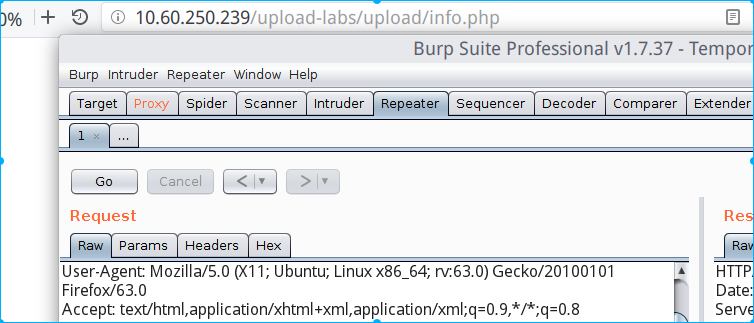 0% 10.60.250.239/upload-labs/upload/info.php
Burp Suite Professional v1.7.37 - Tempor
Burp Intruder Repeater Window Help
Target Proxy Spider Scanner Intruder Repeater Sequencer Decoder Comparer Extender
1 × ...
Go Cancel < ▼ > ▼
Request Res
Raw Params Headers Hex Raw
User-Agent: Mozilla/5.0 (X11; Ubuntu; Linux x86_64; rv:63.0) Gecko/20100101 HTTP/
Firefox/63.0 Date:
Accept: text/html,application/xhtml+xml,application/xml;q=0.9,*/*;q=0.8 Serve